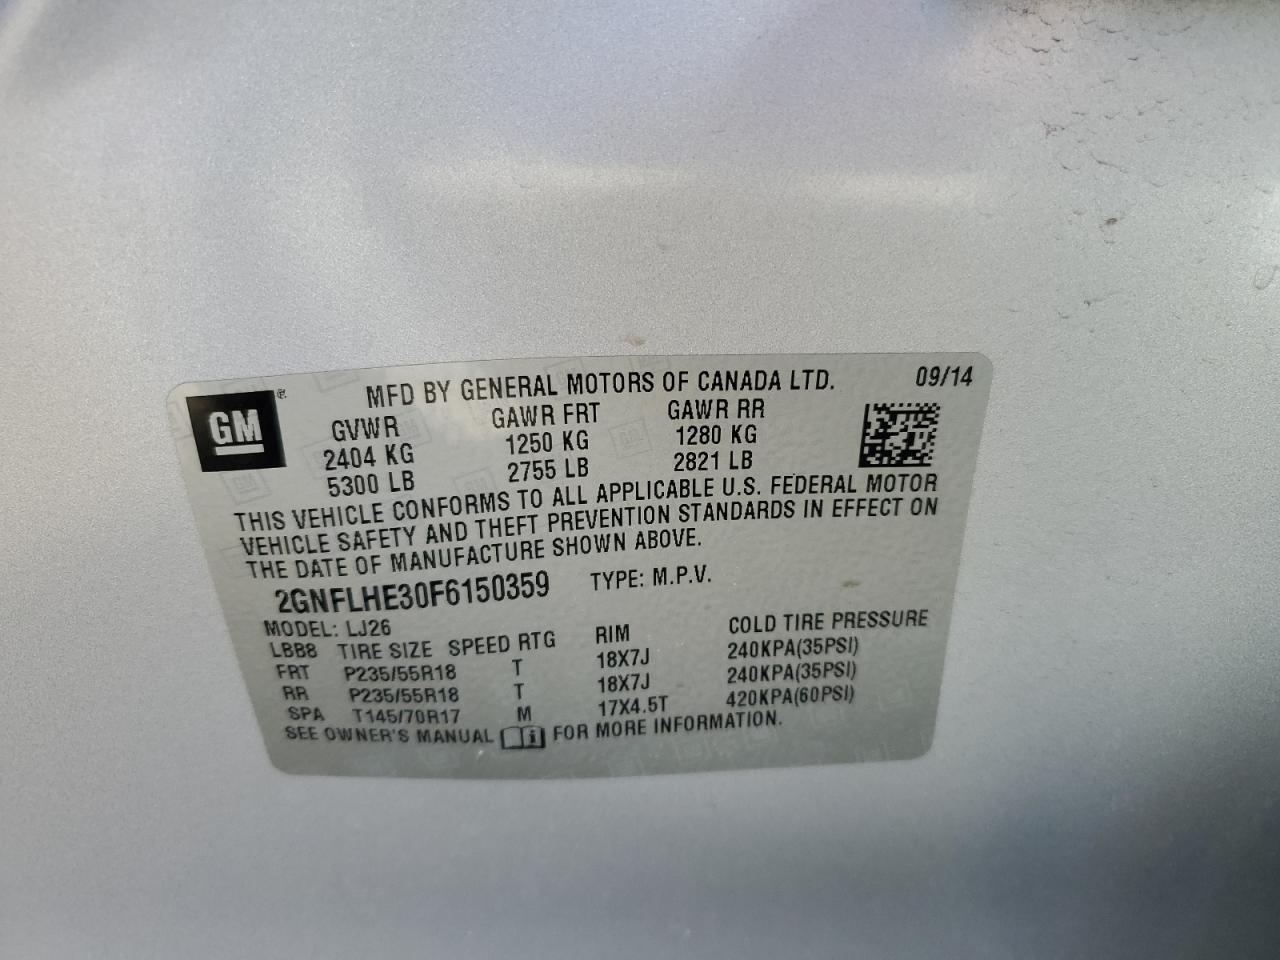 GM®
MFD BY GENERAL MOTORS OF CANADA LTD. 09/14
GVWR GAWR FRT GAWR RR
2404 KG 1250 KG 1280 KG
5300 LB 2755 LB 2821 LB
THIS VEHICLE CONFORMS TO ALL APPLICABLE U.S. FEDERAL MOTOR
VEHICLE SAFETY AND THEFT PREVENTION STANDARDS IN EFFECT ON
THE DATE OF MANUFACTURE SHOWN ABOVE.
2GNFLHE30F6150359 TYPE: M.P.V.
MODEL: LJ26
LBB8 TIRE SIZE SPEED RTG RIM COLD TIRE PRESSURE
FRT P235/55R18 T 18X7J 240KPA(35PSI)
RR P235/55R18 T 18X7J 240KPA(35PSI)
SPA T145/70R17 M 17X4.5T 420KPA(60PSI)
SEE OWNER'S MANUAL i FOR MORE INFORMATION.